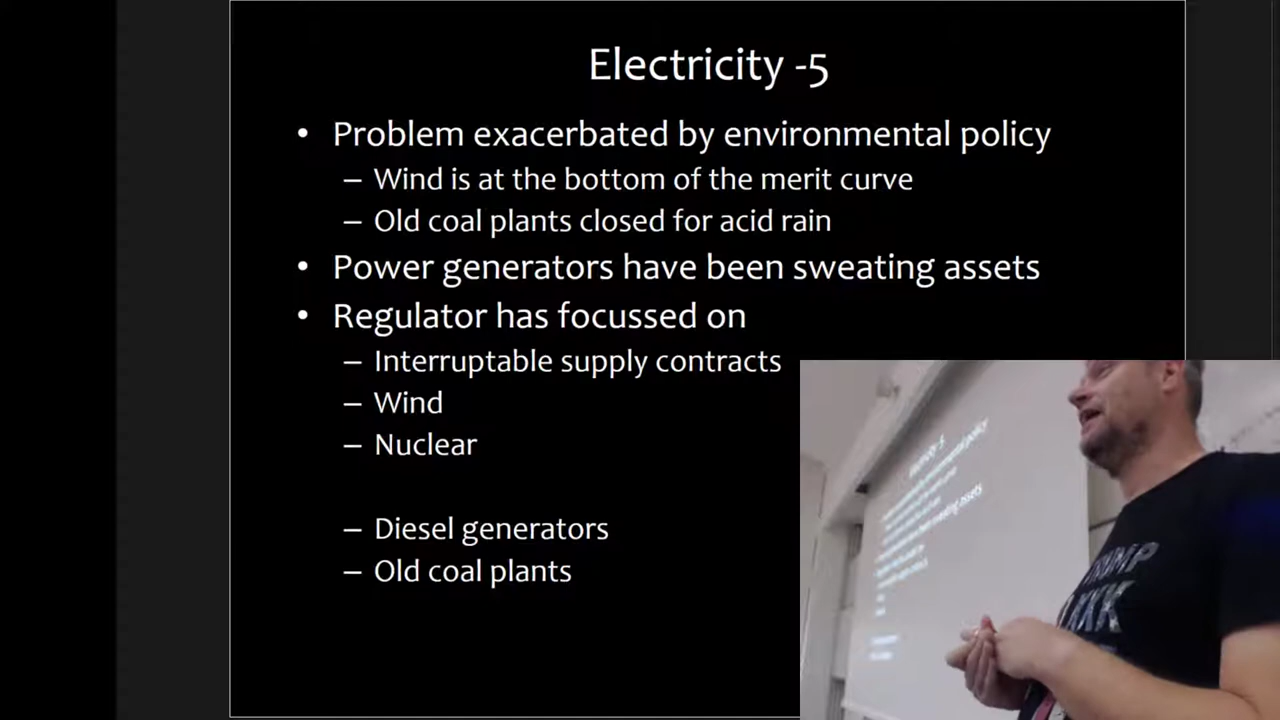 Electricity -5
• Problem exacerbated by environmental policy
– Wind is at the bottom of the merit curve
– Old coal plants closed for acid rain
• Power generators have been sweating assets
• Regulator has focussed on
– Interruptable supply contracts
– Wind
– Nuclear
– Diesel generators
– Old coal plants
Electricity -5